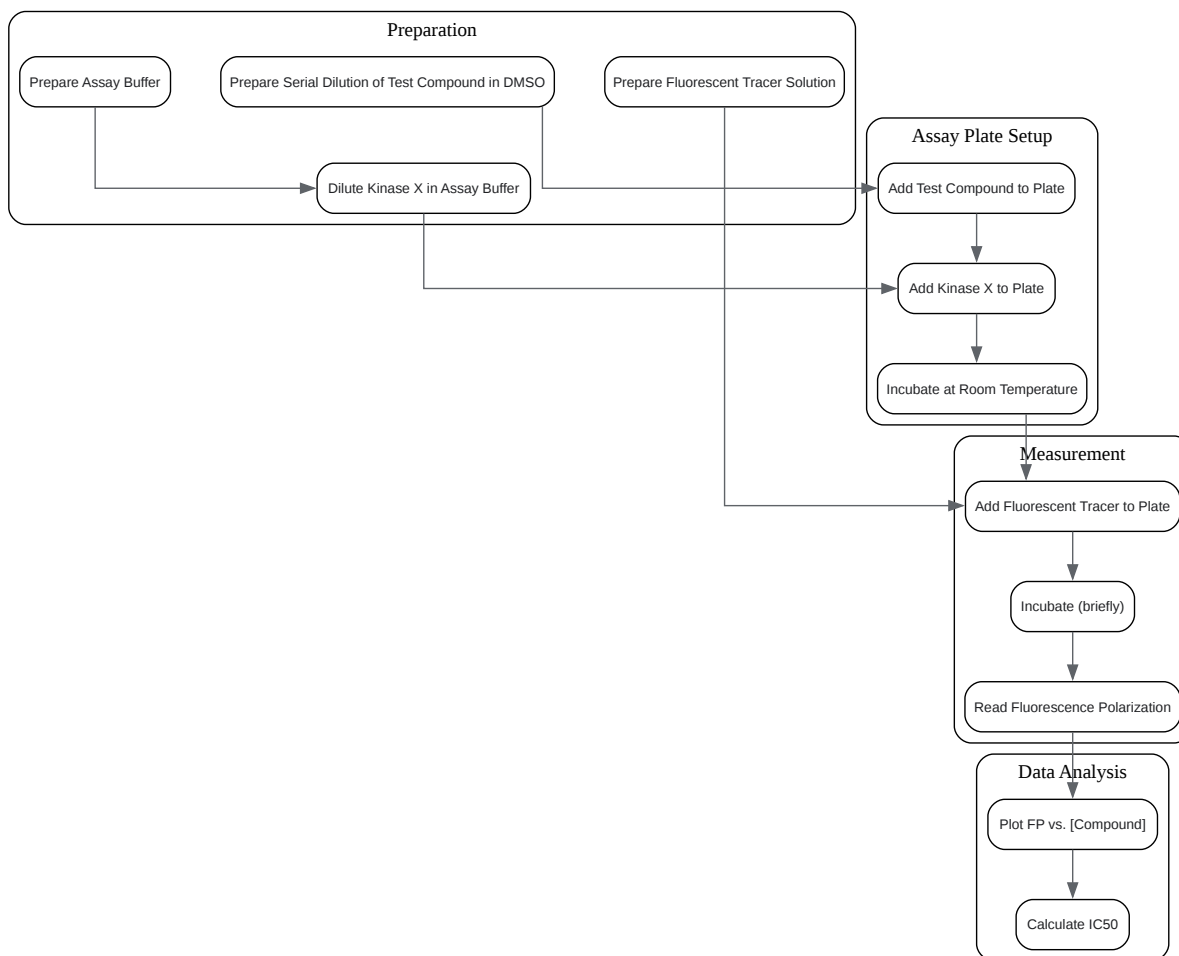 Preparation
Prepare Assay Buffer
Prepare Serial Dilution of Test Compound in DMSO
Prepare Fluorescent Tracer Solution
Dilute Kinase X in Assay Buffer
Assay Plate Setup
Add Test Compound to Plate
Add Kinase X to Plate
Incubate at Room Temperature
Measurement
Add Fluorescent Tracer to Plate
Incubate (briefly)
Read Fluorescence Polarization
Data Analysis
Plot FP vs. [Compound]
Calculate IC50